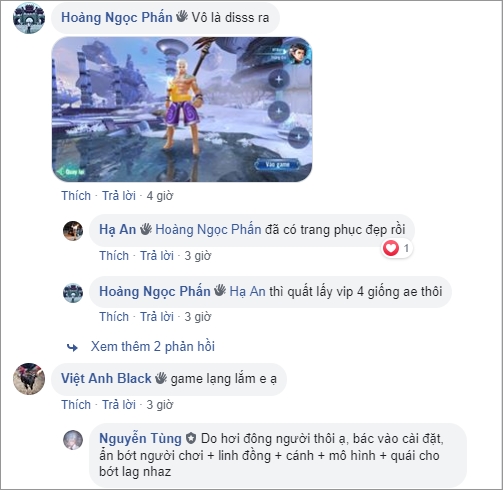 Hoàng Ngọc Phấn Vô là disss ra
Quay lại
Vào game
Thích · Trả lời · 4 giờ
Hạ An Hoàng Ngọc Phấn đã có trang phục đẹp rồi
1
Thích · Trả lời · 3 giờ
Hoàng Ngọc Phấn Hạ An thì quất lấy vip 4 giống ae thôi
Thích · Trả lời · 3 giờ
Xem thêm 2 phản hồi
Việt Anh Black game lạng lắm e ạ
Thích · Trả lời · 3 giờ
Nguyễn Tùng Do hơi động người thôi ạ, bác vào cài đặt,
ẩn bớt người chơi + linh đồng + cánh + mô hình + quái cho
bớt lag nhaz